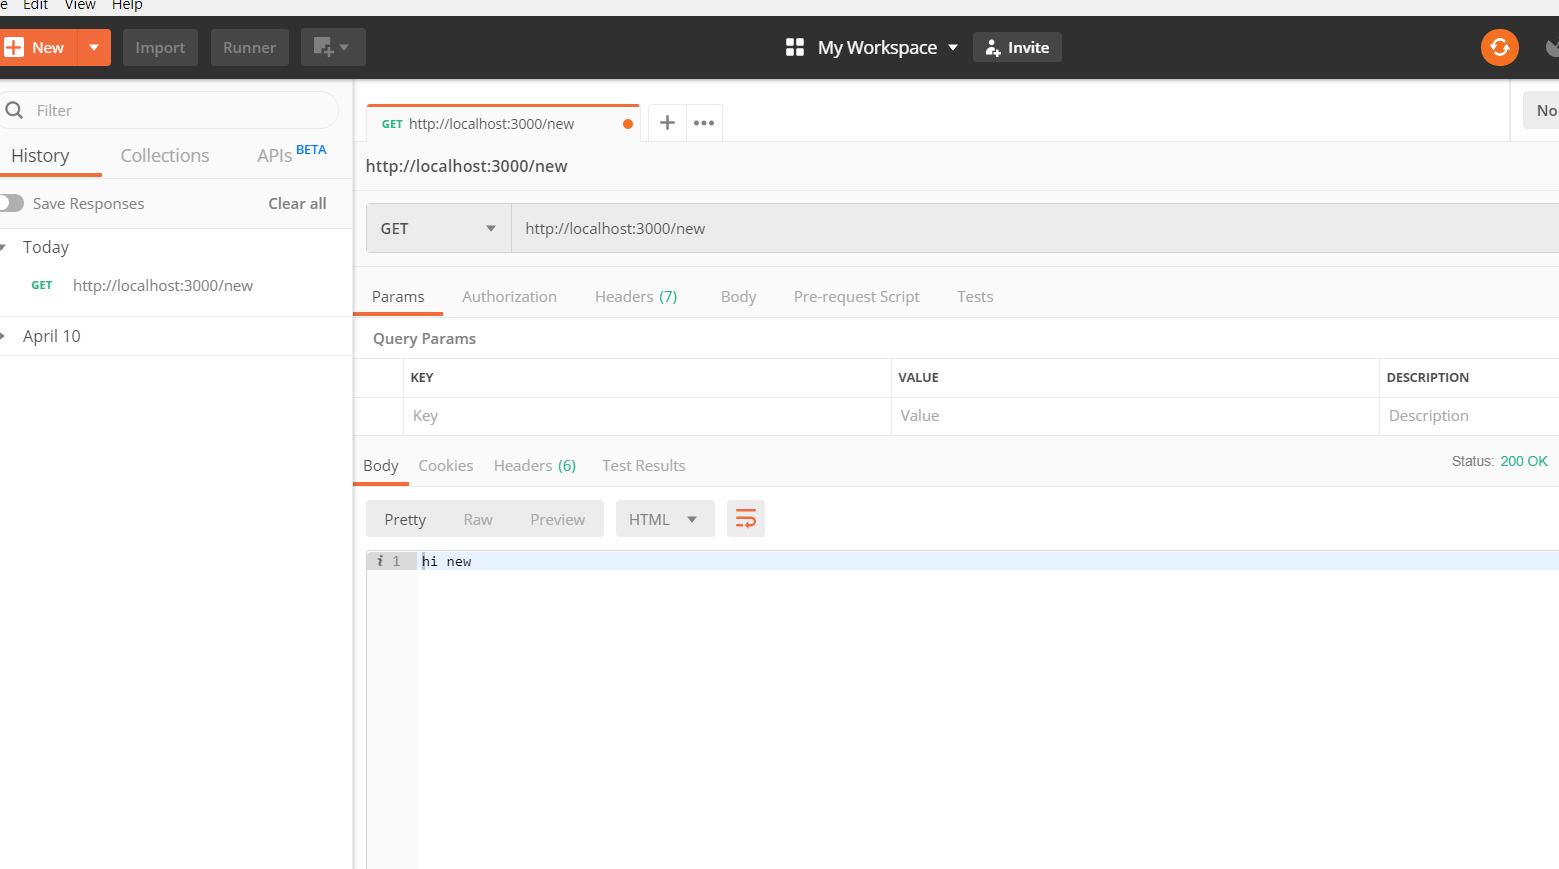 e Edit View Help
New Import Runner My Workspace Invite
Filter
GET http://localhost:3000/new
No
History Collections APIs BETA
http://localhost:3000/new
Save Responses Clear all
GET http://localhost:3000/new
Today
GET http://localhost:3000/new
Params Authorization Headers (7) Body Pre-request Script Tests
April 10
Query Params
KEY VALUE DESCRIPTION
Key Value Description
Body Cookies Headers (6) Test Results Status: 200 OK
Pretty Raw Preview HTML
i 1 hi new